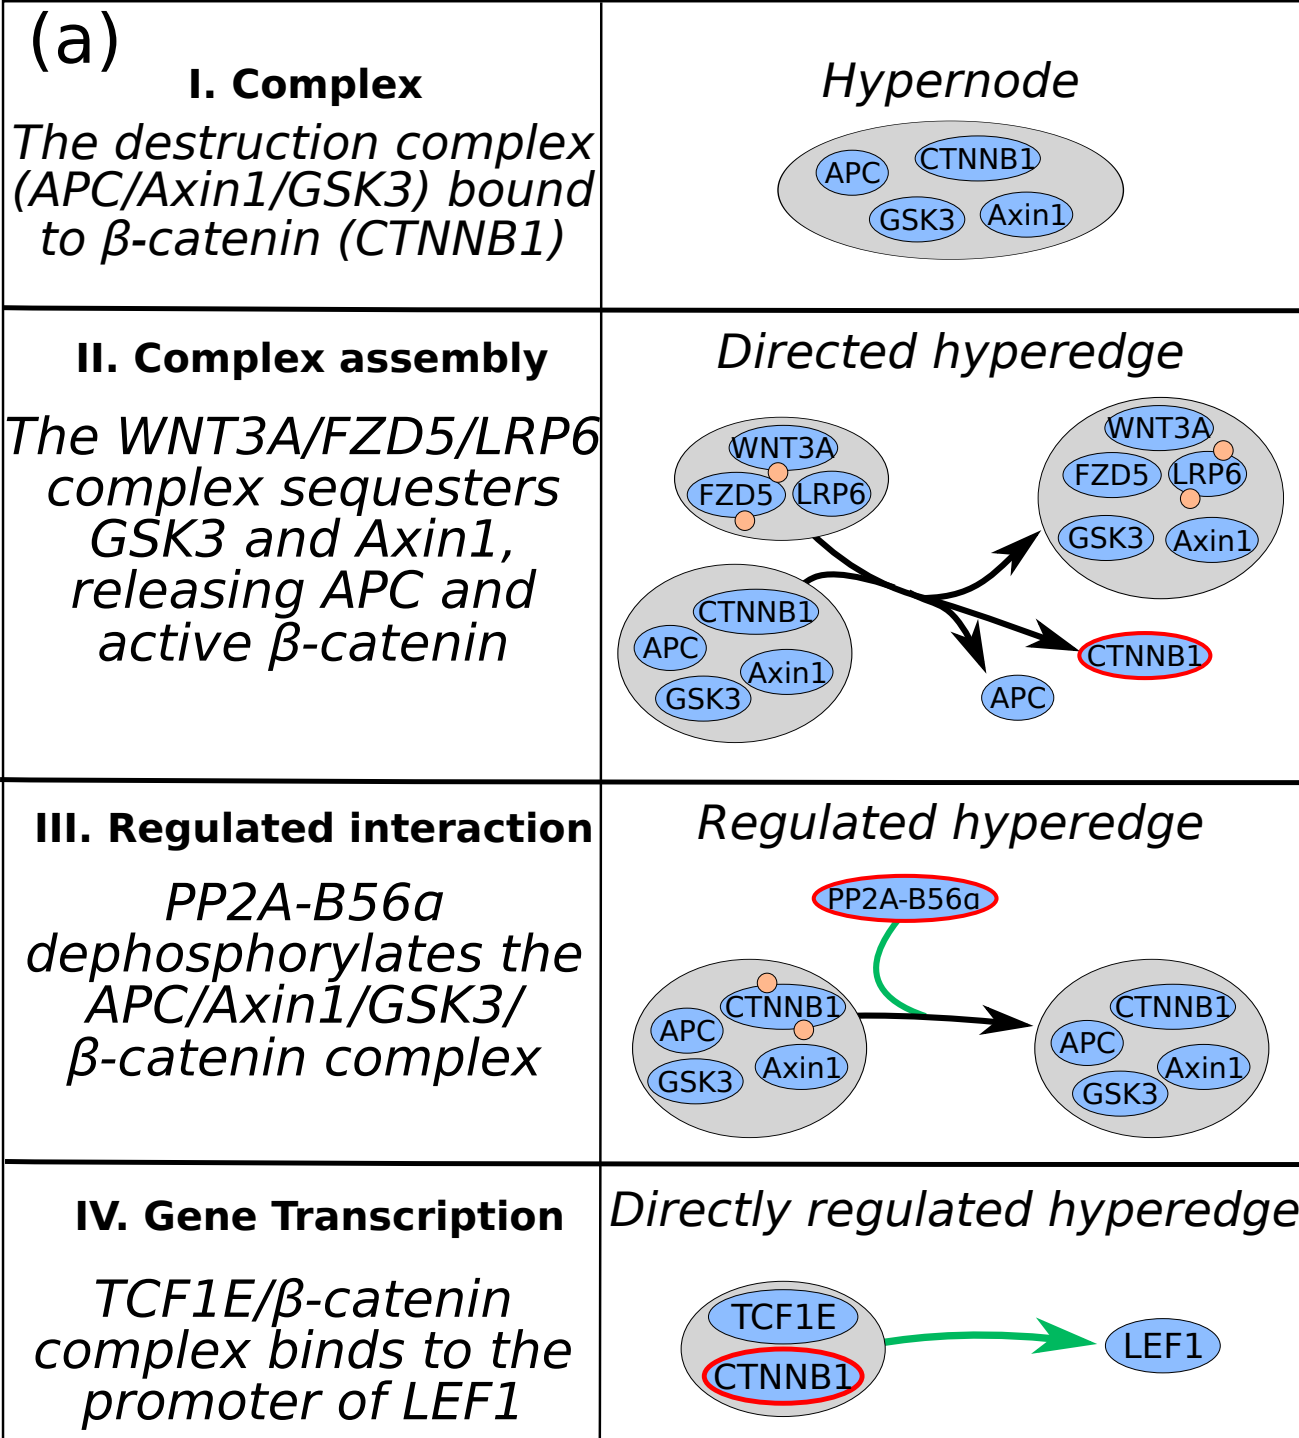 (a)
I. Complex
The destruction complex
(APC/Axin1/GSK3) bound
to β-catenin (CTNNB1)
Hypernode
APC
CTNNB1
GSK3
Axin1
II. Complex assembly
The WNT3A/FZD5/LRP6
complex sequesters
GSK3 and Axin1,
releasing APC and
active β-catenin
Directed hyperedge
WNT3A
FZD5
LRP6
CTNNB1
APC
Axin1
GSK3
WNT3A
FZD5
LRP6
GSK3
Axin1
CTNNB1
APC
III. Regulated interaction
PP2A-B56α
dephosphorylates the
APC/Axin1/GSK3/
β-catenin complex
Regulated hyperedge
PP2A-B56α
CTNNB1
APC
Axin1
GSK3
CTNNB1
APC
Axin1
GSK3
IV. Gene Transcription
TCF1E/β-catenin
complex binds to the
promoter of LEF1
Directly regulated hyperedge
TCF1E
CTNNB1
LEF1